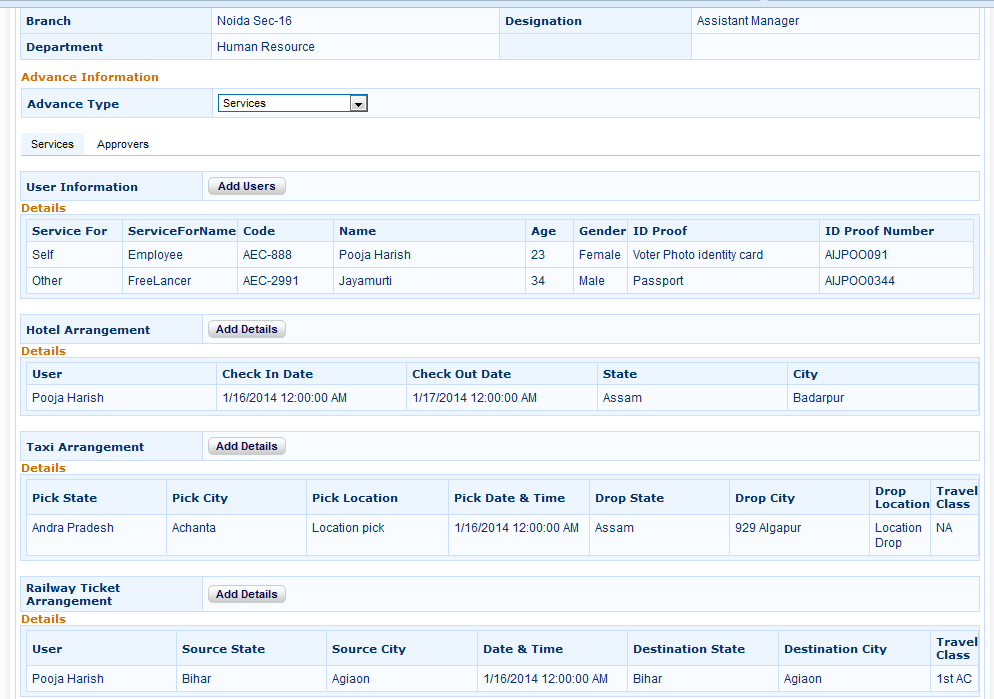 Branch Noida Sec-16 Designation Assistant Manager
Department Human Resource
Advance Information
Advance Type Services
Services Approvers
User Information Add Users
Details
Service For ServiceForName Code Name Age Gender ID Proof ID Proof Number
Self Employee AEC-888 Pooja Harish 23 Female Voter Photo identity card AIJPOO091
Other FreeLancer AEC-2991 Jayamurti 34 Male Passport AIJPOO0344
Hotel Arrangement Add Details
Details
User Check In Date Check Out Date State City
Pooja Harish 1/16/2014 12:00:00 AM 1/17/2014 12:00:00 AM Assam Badarpur
Taxi Arrangement Add Details
Details
Pick State Pick City Pick Location Pick Date & Time Drop State Drop City Drop Location Travel Class
Andra Pradesh Achanta Location pick 1/16/2014 12:00:00 AM Assam 929 Algapur Location Drop NA
Railway Ticket Arrangement Add Details
Details
User Source State Source City Date & Time Destination State Destination City Travel Class
Pooja Harish Bihar Agiaon 1/16/2014 12:00:00 AM Bihar Agiaon 1st AC